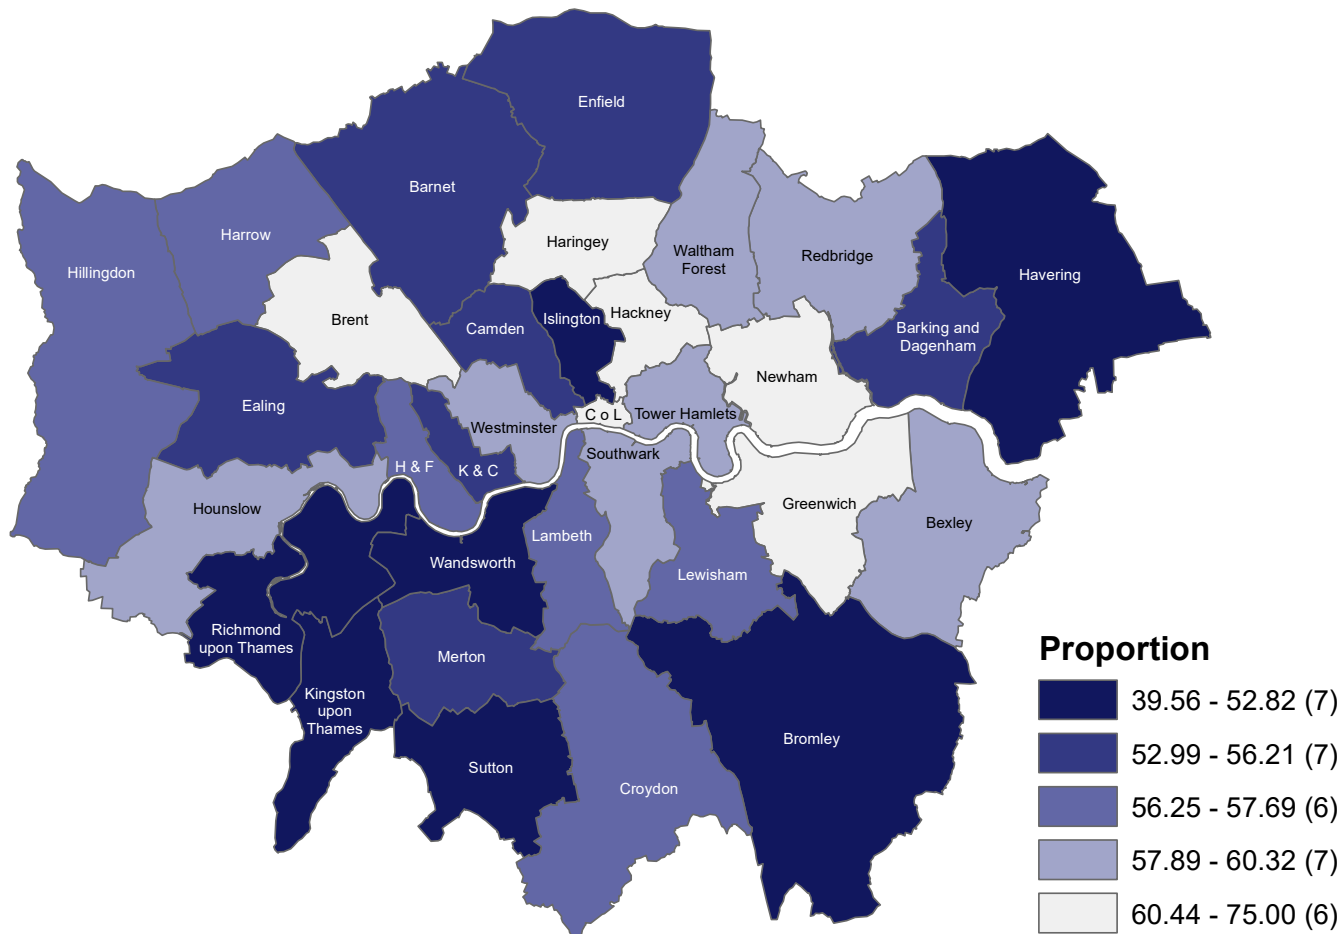 Enfield
Barnet
Harrow
Haringey
Waltham
Forest
Redbridge
Hillingdon
Havering
Brent
Camden
Islington
Hackney
Barking and
Dagenham
Newham
Ealing
C o L
Tower Hamlets
Westminster
Southwark
H & F
K & C
Hounslow
Greenwich
Bexley
Lambeth
Wandsworth
Lewisham
Richmond
upon Thames
Merton
Kingston
upon
Thames
Sutton
Bromley
Croydon
Proportion
39.56 - 52.82 (7)
52.99 - 56.21 (7)
56.25 - 57.69 (6)
57.89 - 60.32 (7)
60.44 - 75.00 (6)